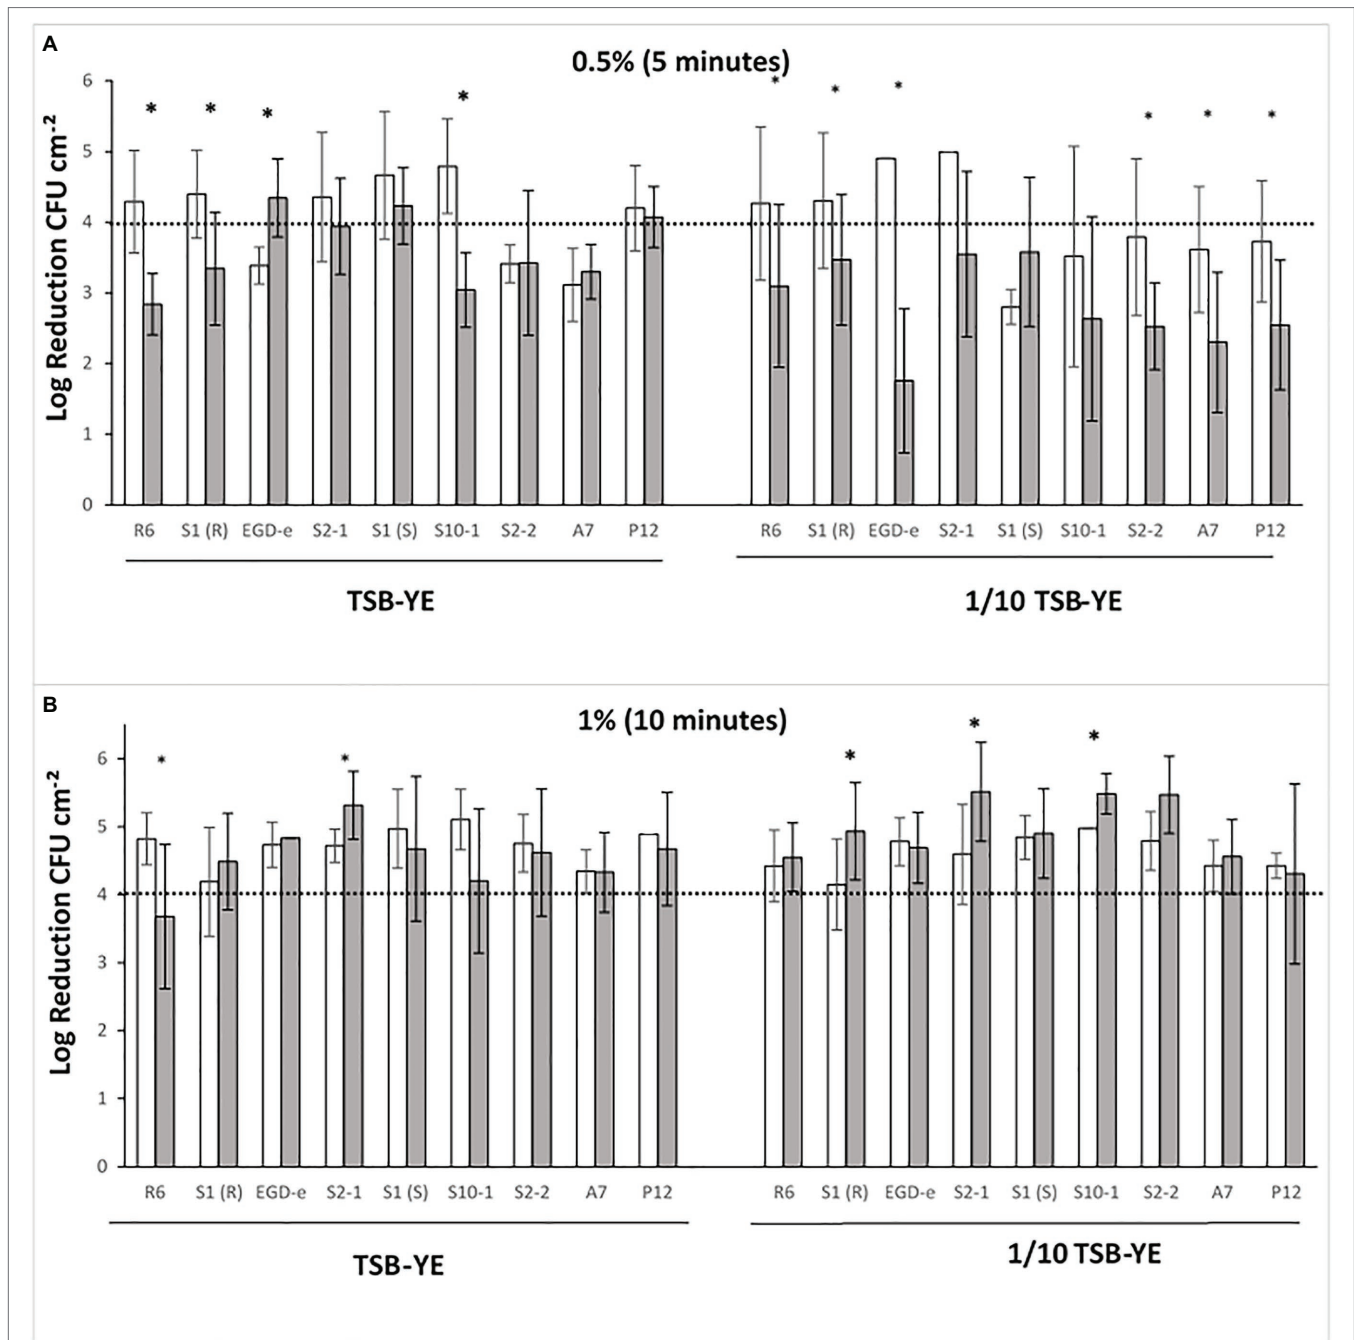 A
0.5% (5 minutes)
* * * * * * * * * *
Log Reduction CFU cm-2
6
5
4
3
2
1
0
R6 S1 (R) EGD-e S2-1 S1 (S) S10-1 S2-2 A7 P12 R6 S1 (R) EGD-e S2-1 S1 (S) S10-1 S2-2 A7 P12
TSB-YE 1/10 TSB-YE
B
1% (10 minutes)
* * * * *
Log Reduction CFU cm-2
6
5
4
3
2
1
0
R6 S1 (R) EGD-e S2-1 S1 (S) S10-1 S2-2 A7 P12 R6 S1 (R) EGD-e S2-1 S1 (S) S10-1 S2-2 A7 P12
TSB-YE 1/10 TSB-YE